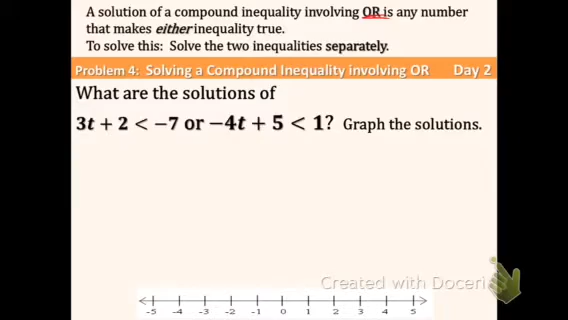 A solution of a compound inequality involving OR is any number
that makes either inequality true.
To solve this: Solve the two inequalities separately.
Problem 4: Solving a Compound Inequality involving OR Day 2
What are the solutions of
3t + 2 < −7 or −4t + 5 < 1? Graph the solutions.
Created with Doceri
-5 -4 -3 -2 -1 0 1 2 3 4 5